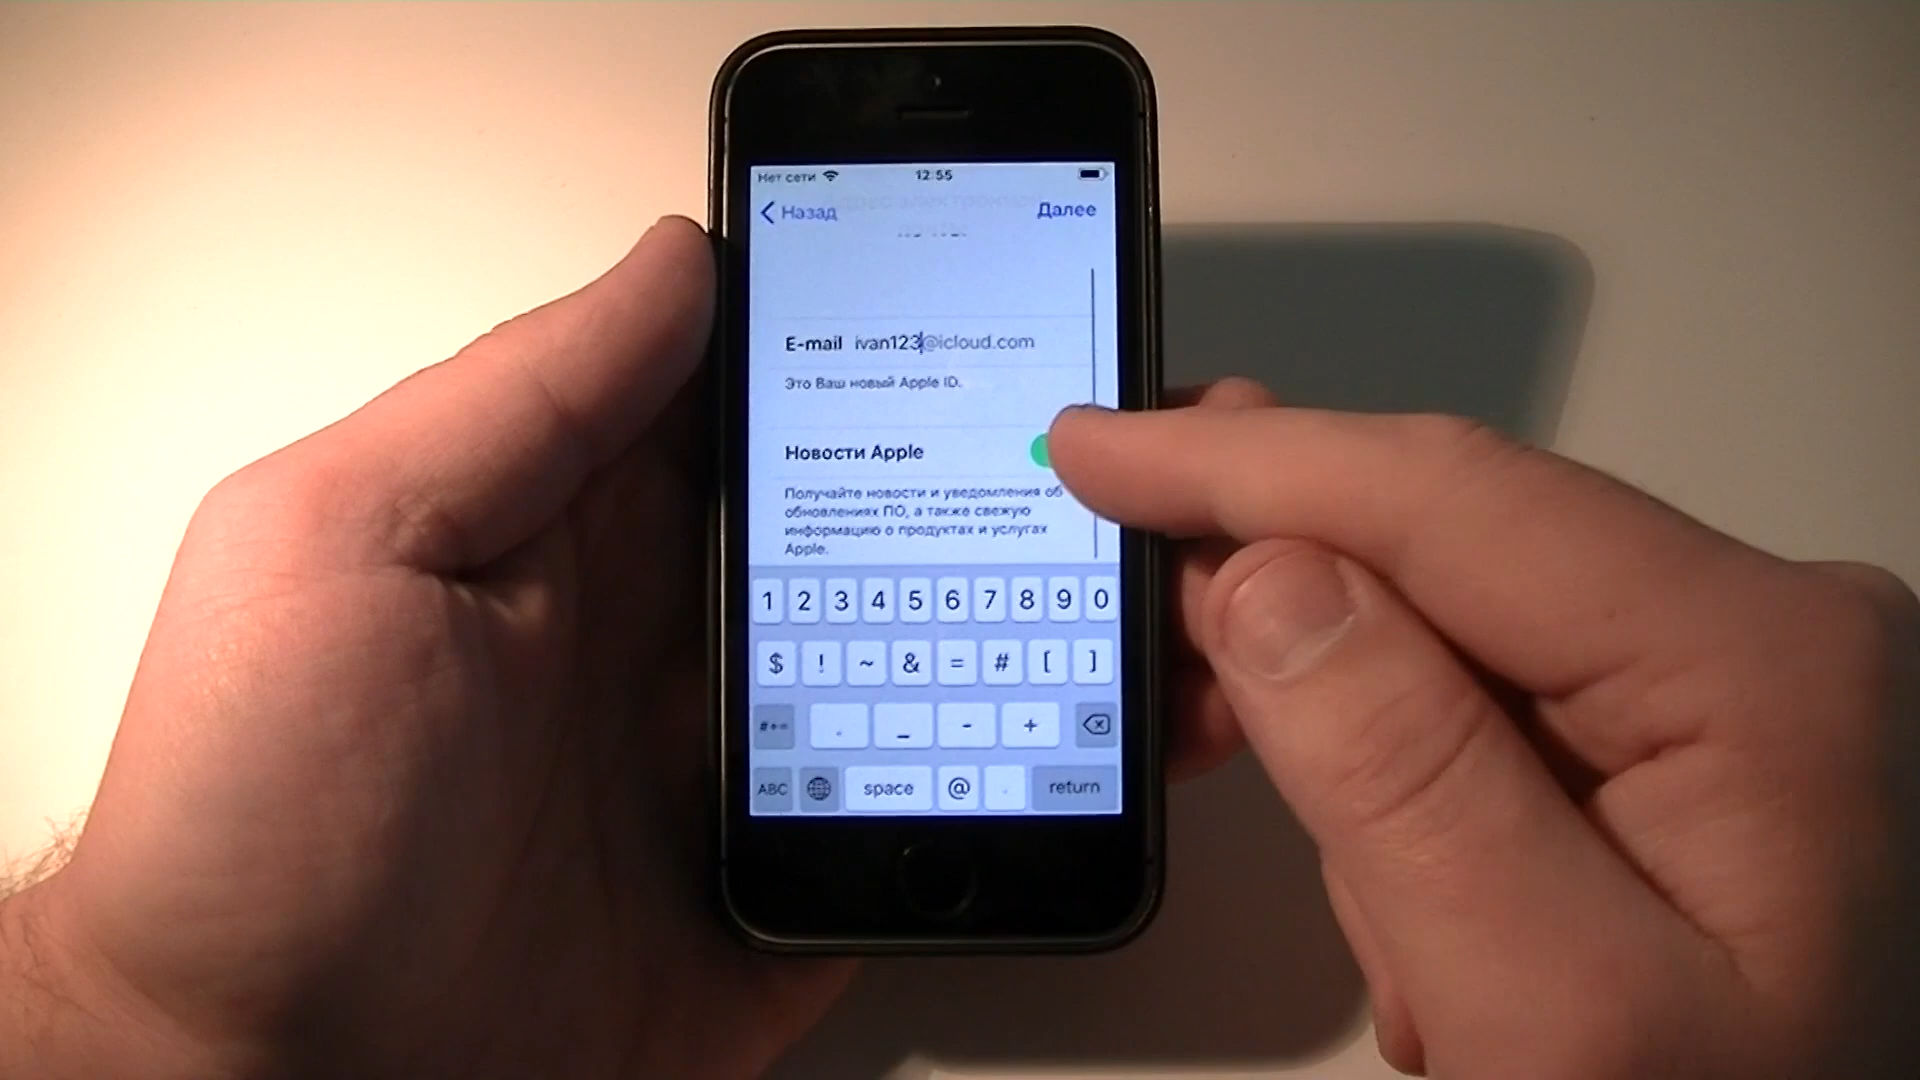 Нет сети 12:55
Назад Далее
E-mail ivan123@icloud.com
Это Ваш новый Apple ID.
Новости Apple
Получайте новости и уведомления об
обновлениях ПО, а также свежую
информацию о продуктах и услугах
Apple.
1 2 3 4 5 6 7 8 9 0
$ ! ~ & = # [ ]
#+= . _ - +
ABC space @ . return